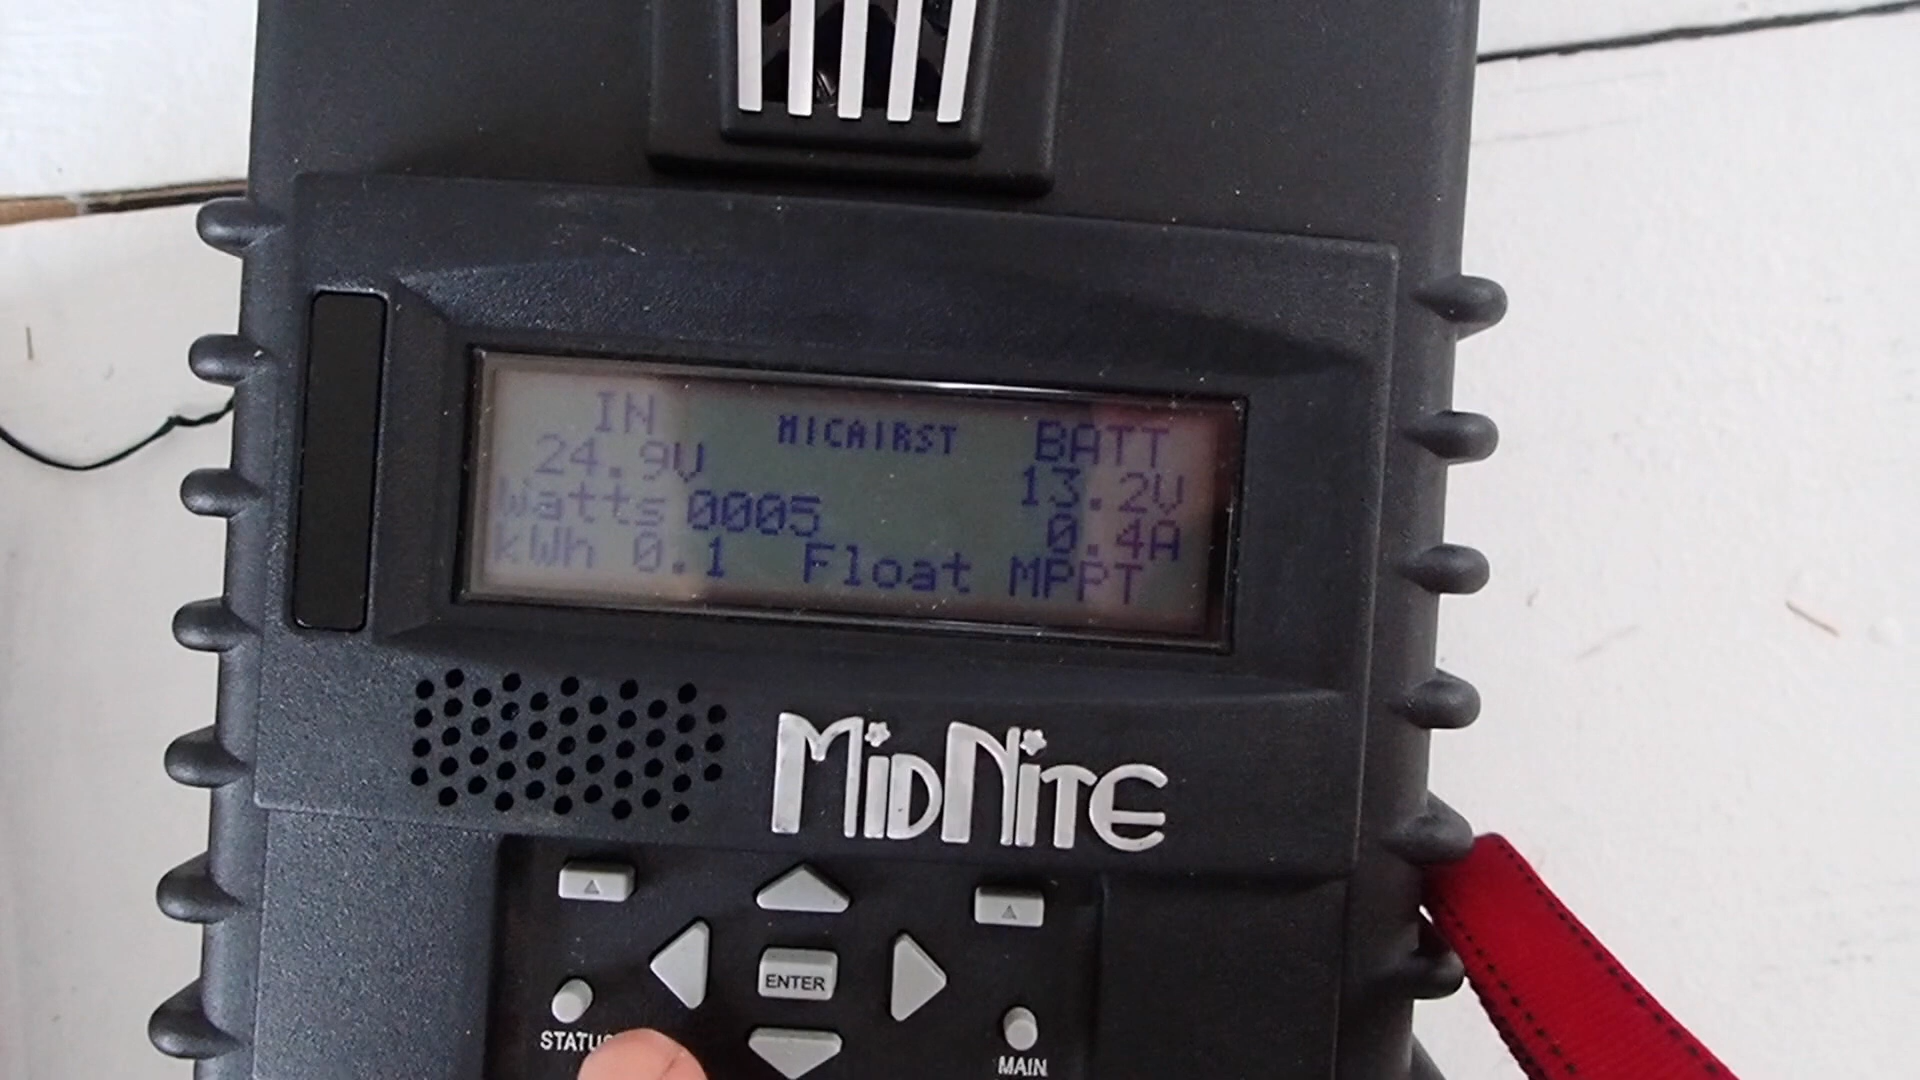 IN MICAIRST BATT
24.9V 13.2V
Watts 0005 0.4A
kWh 0.1 Float MPPT
MidNite
ENTER
STATUS
MAIN